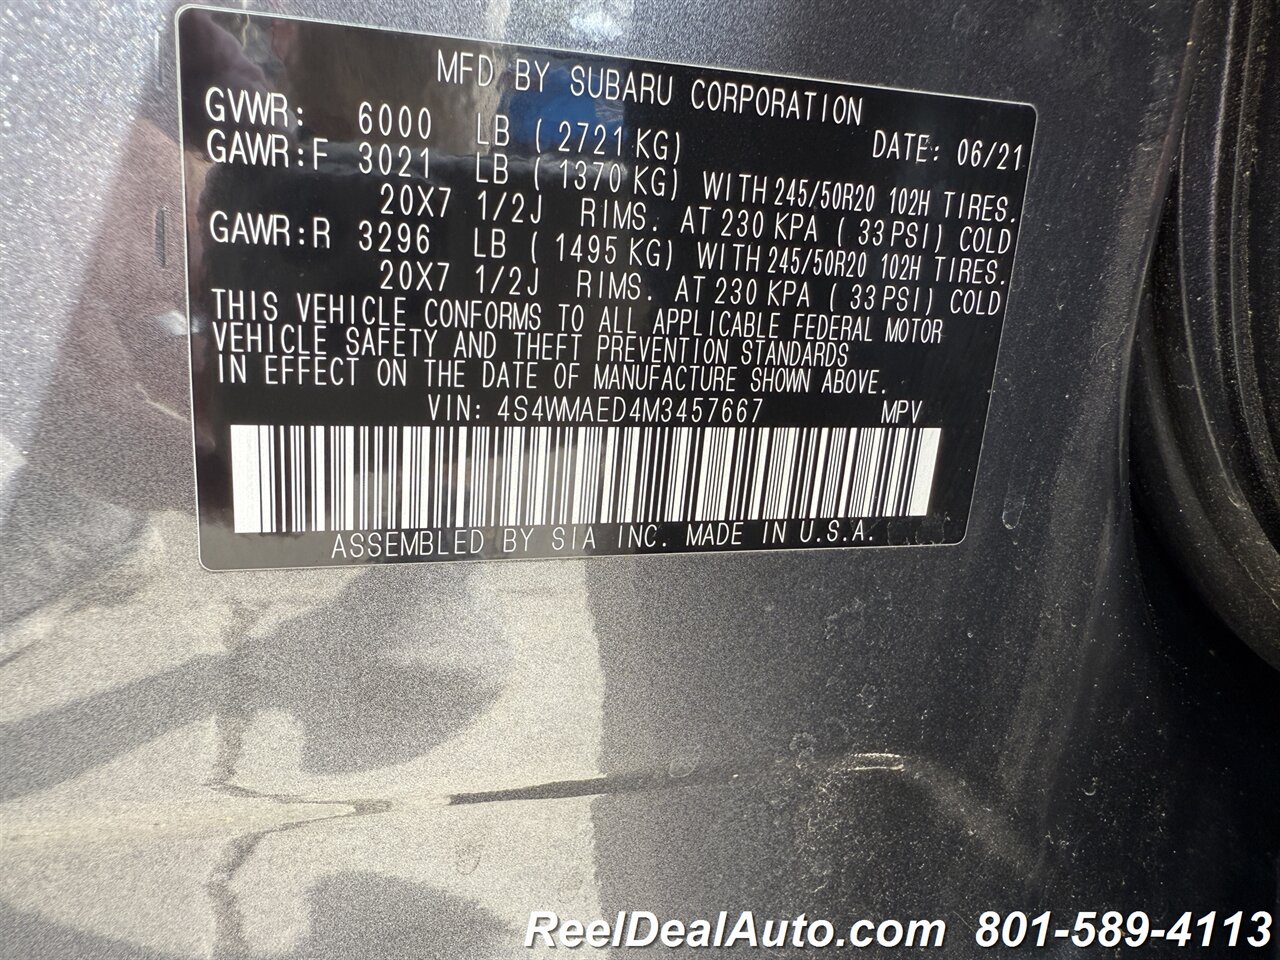 MFD BY SUBARU CORPORATION
GVWR: 6000 LB ( 2721 KG) DATE: 06/21
GAWR:F 3021 LB ( 1370 KG) WITH 245/50R20 102H TIRES.
20X7 1/2J RIMS. AT 230 KPA ( 33 PSI) COLD
GAWR:R 3296 LB ( 1495 KG) WITH 245/50R20 102H TIRES.
20X7 1/2J RIMS. AT 230 KPA ( 33 PSI) COLD
THIS VEHICLE CONFORMS TO ALL APPLICABLE FEDERAL MOTOR
VEHICLE SAFETY AND THEFT PREVENTION STANDARDS
IN EFFECT ON THE DATE OF MANUFACTURE SHOWN ABOVE.
VIN: 4S4WMAED4M3457667 MPV
ASSEMBLED BY SIA INC. MADE IN U.S.A.
ReelDealAuto.com 801-589-4113